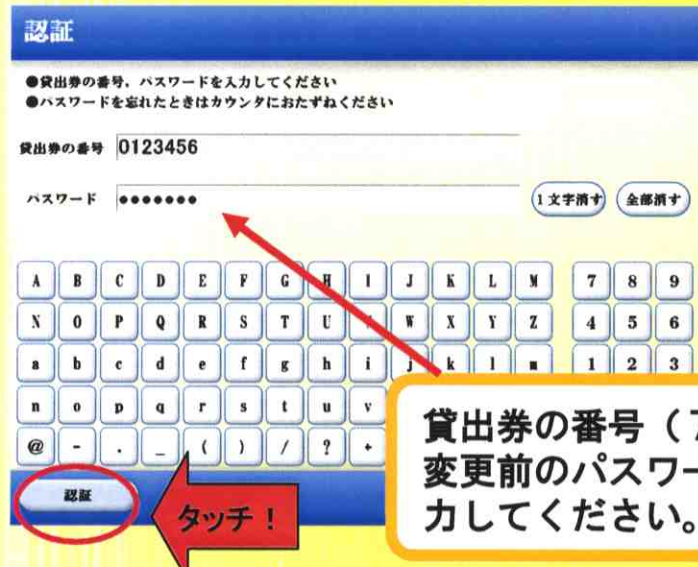 認証
●貸出券の番号、パスワードを入力してください
●パスワードを忘れたときはカウンタにおたずねください
貸出券の番号 0123456
パスワード ●●●●●●●
1文字消す 全部消す
A B C D E F G H I J K L M 7 8 9
N O P Q R S T U W X Y Z 4 5 6
a b c d e f g h i j k l m 1 2 3
n o p q r s t u v
@ - . _ ( ) / ? +
認証
タッチ!
貸出券の番号(
変更前のパスワー
力してください。